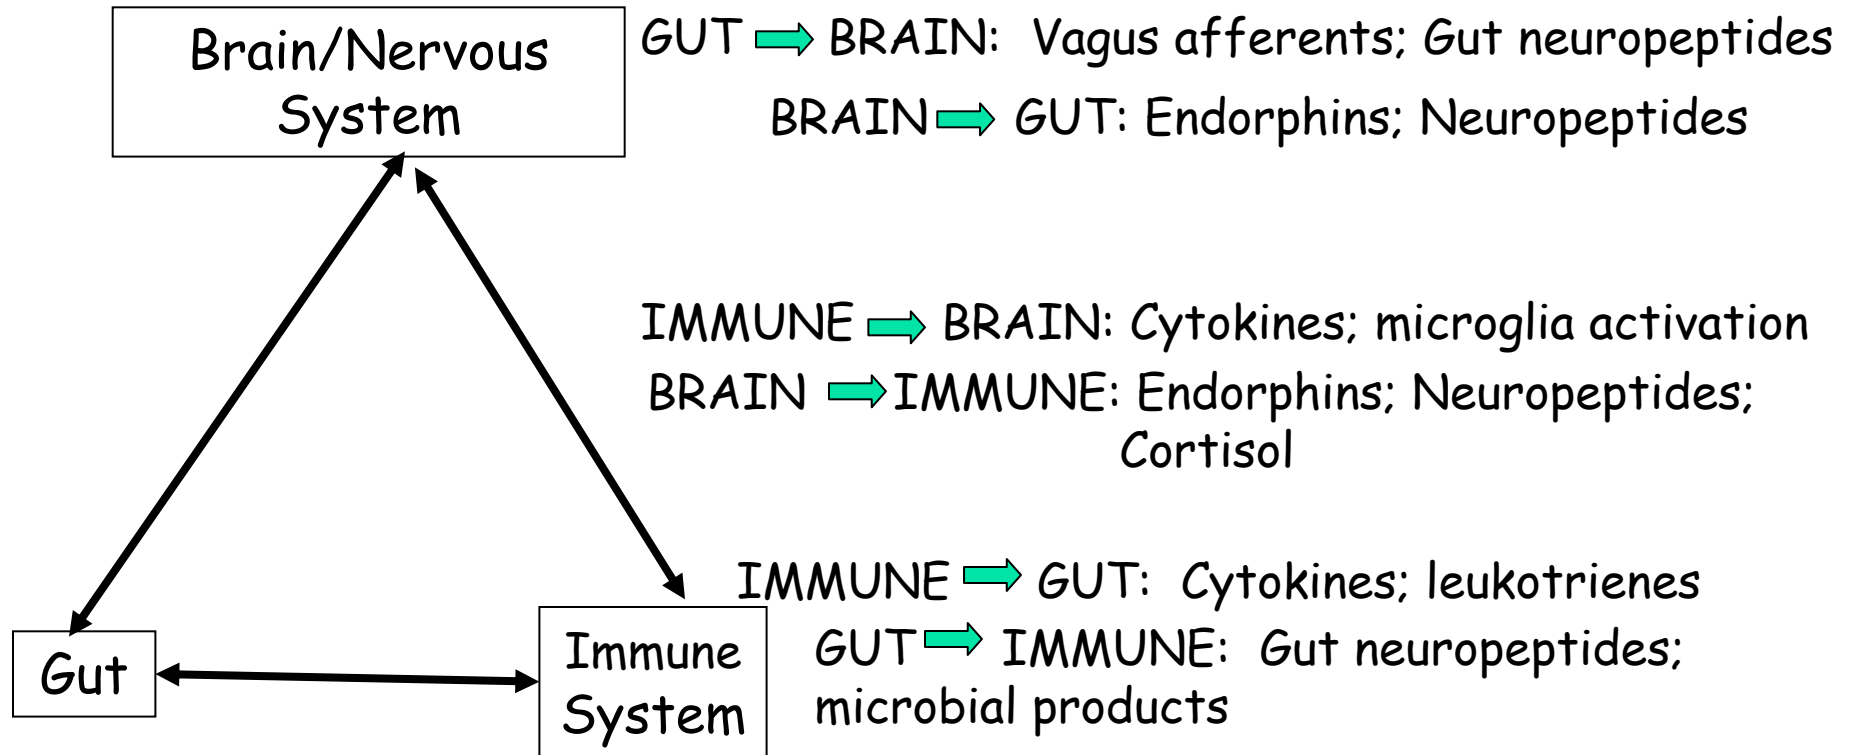 Brain/Nervous
System
GUT BRAIN: Vagus afferents; Gut neuropeptides
BRAIN GUT: Endorphins; Neuropeptides
IMMUNE BRAIN: Cytokines; microglia activation
BRAIN IMMUNE: Endorphins; Neuropeptides;
Cortisol
IMMUNE GUT: Cytokines; leukotrienes
GUT IMMUNE: Gut neuropeptides;
microbial products
Gut
Immune
System